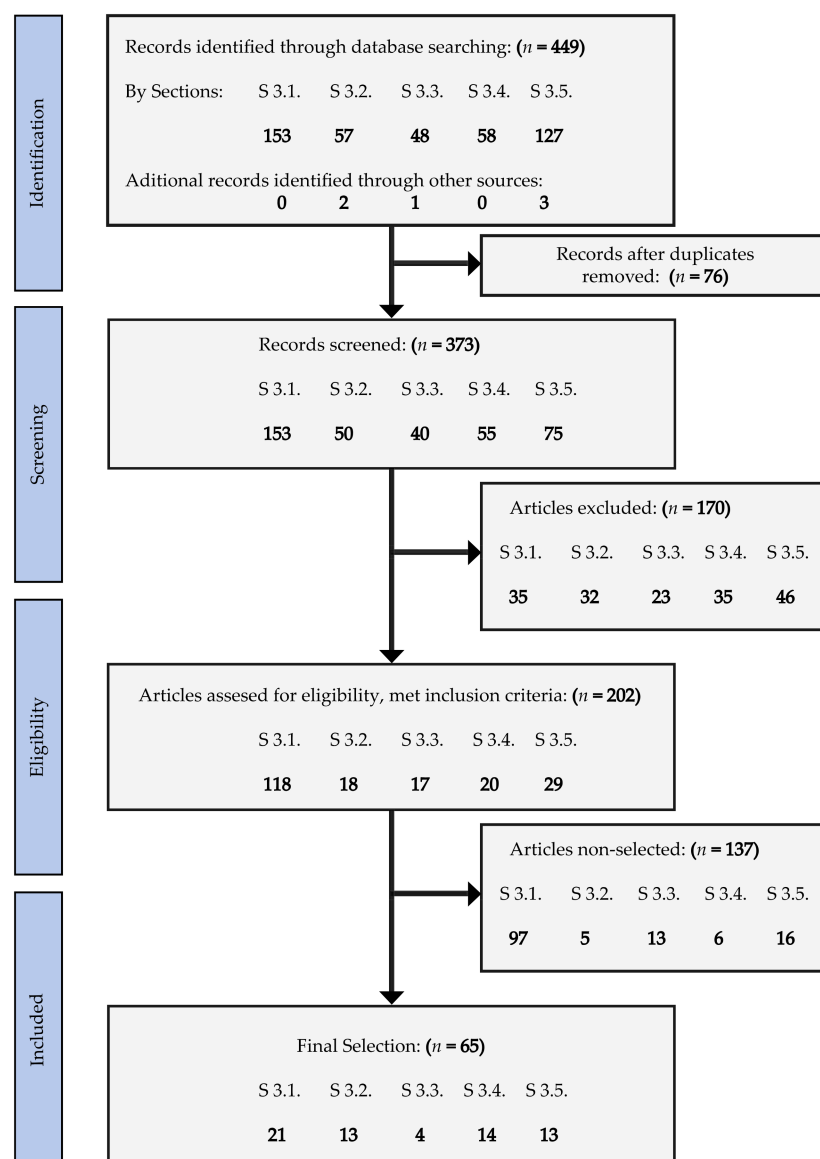 Identification
Records identified through database searching: (n = 449)
By Sections: S 3.1. S 3.2. S 3.3. S 3.4. S 3.5.
153 57 48 58 127
Aditional records identified through other sources:
0 2 1 0 3
Records after duplicates
removed: (n = 76)
Screening
Records screened: (n = 373)
S 3.1. S 3.2. S 3.3. S 3.4. S 3.5.
153 50 40 55 75
Articles excluded: (n = 170)
S 3.1. S 3.2. S 3.3. S 3.4. S 3.5.
35 32 23 35 46
Eligibility
Articles assesed for eligibility, met inclusion criteria: (n = 202)
S 3.1. S 3.2. S 3.3. S 3.4. S 3.5.
118 18 17 20 29
Articles non-selected: (n = 137)
S 3.1. S 3.2. S 3.3. S 3.4. S 3.5.
97 5 13 6 16
Included
Final Selection: (n = 65)
S 3.1. S 3.2. S 3.3. S 3.4. S 3.5.
21 13 4 14 13